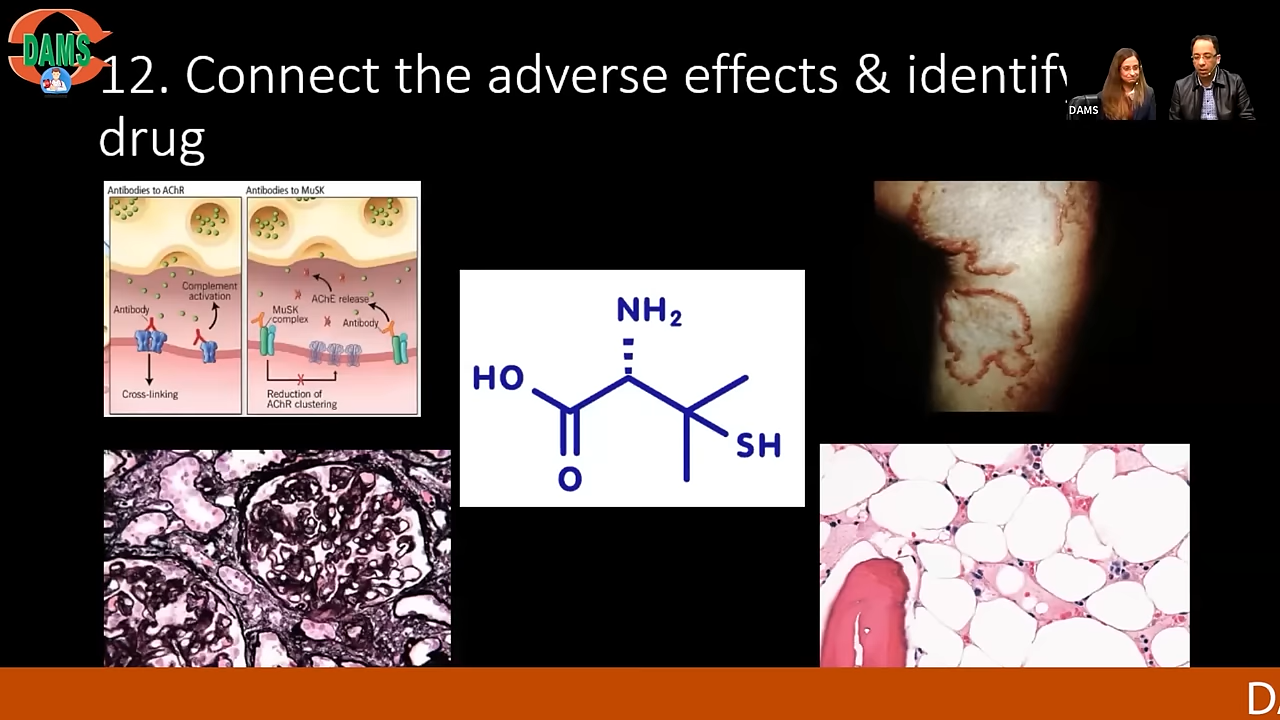 DAMS
12. Connect the adverse effects & identify
drug
DAMS
Antibodies to AChR
Antibodies to MuSK
Complement
activation
Antibody
Cross-linking
AChE release
MuSK
complex
Antibody
Reduction of
AChR clustering
NH₂
HO
SH
O